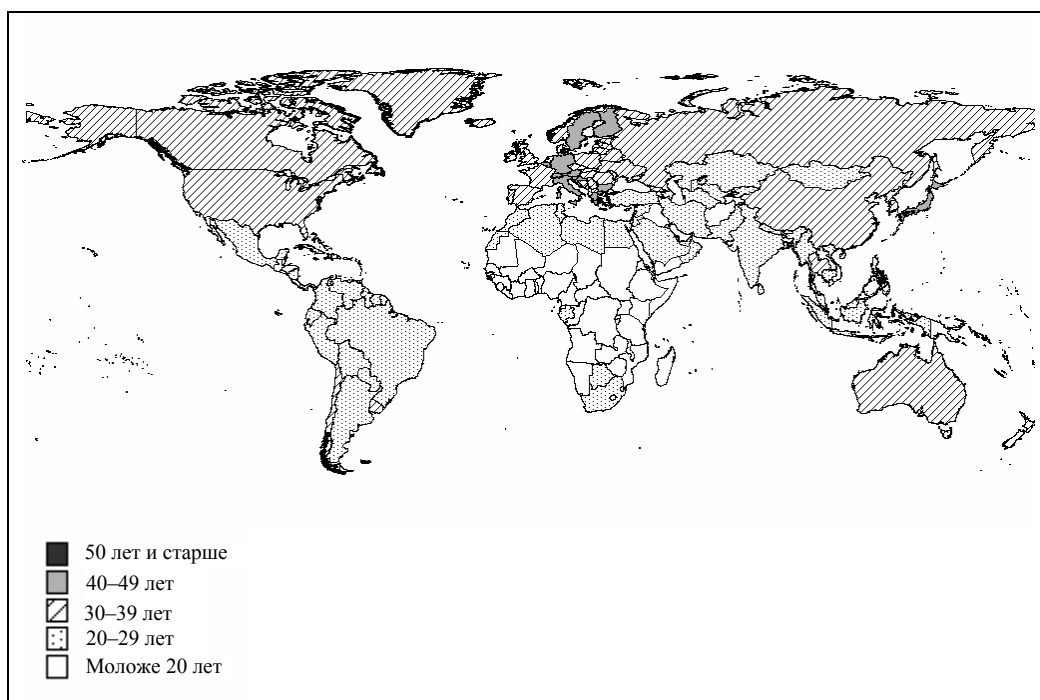 50 лет и старше
40–49 лет
30–39 лет
20–29 лет
Моложе 20 лет